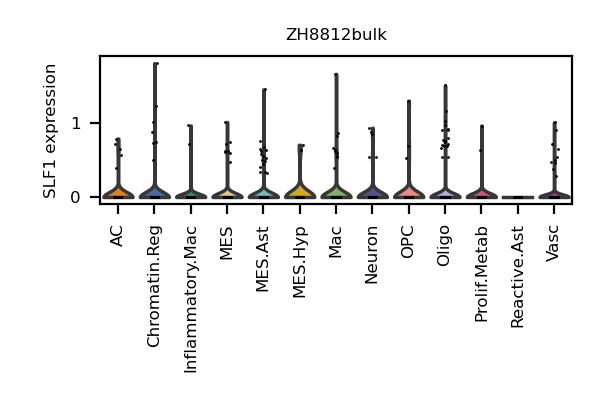 ZH8812bulk
SLF1 expression
1
0
AC
Chromatin.Reg
Inflammatory.Mac
MES
MES.Ast
MES.Hyp
Mac
Neuron
OPC
Oligo
Prolif.Metab
Reactive.Ast
Vasc